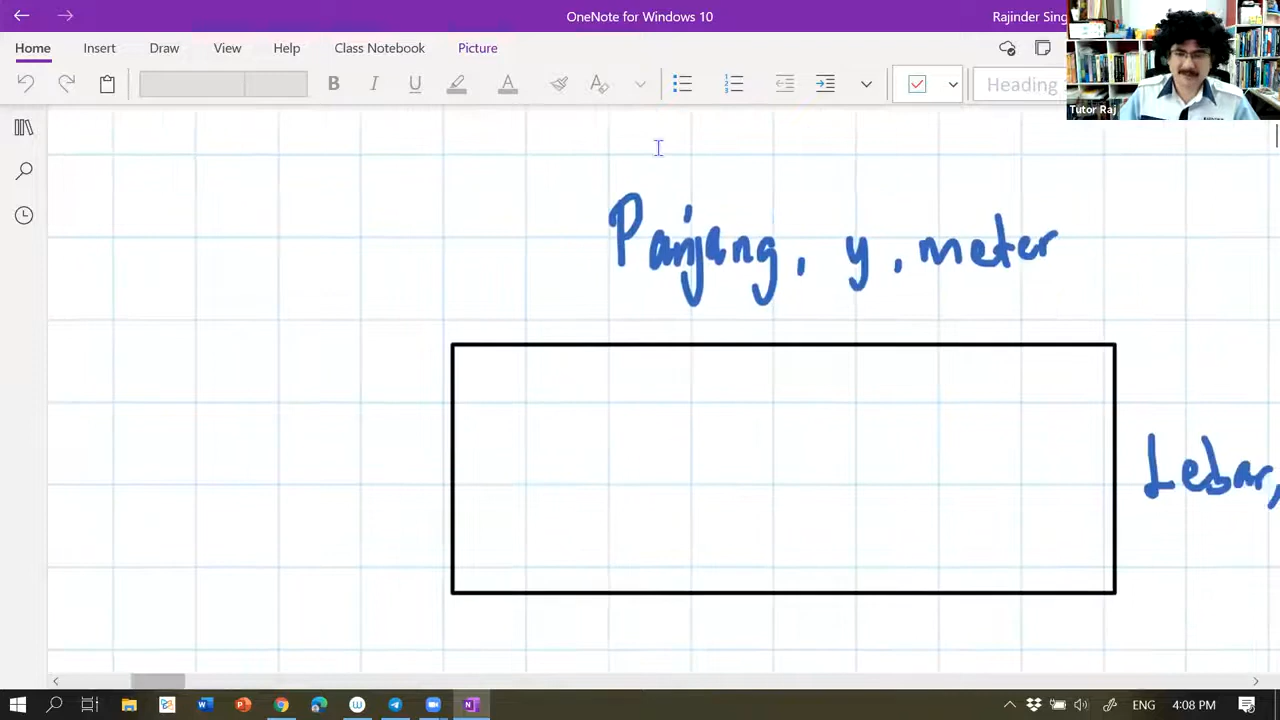 OneNote for Windows 10
Rajinder Sing
Home Insert Draw View Help Class Notebook Picture
B I U A Heading
Tutor Raj
Panjang, y, meter
Lebar,
ENG 4:08 PM